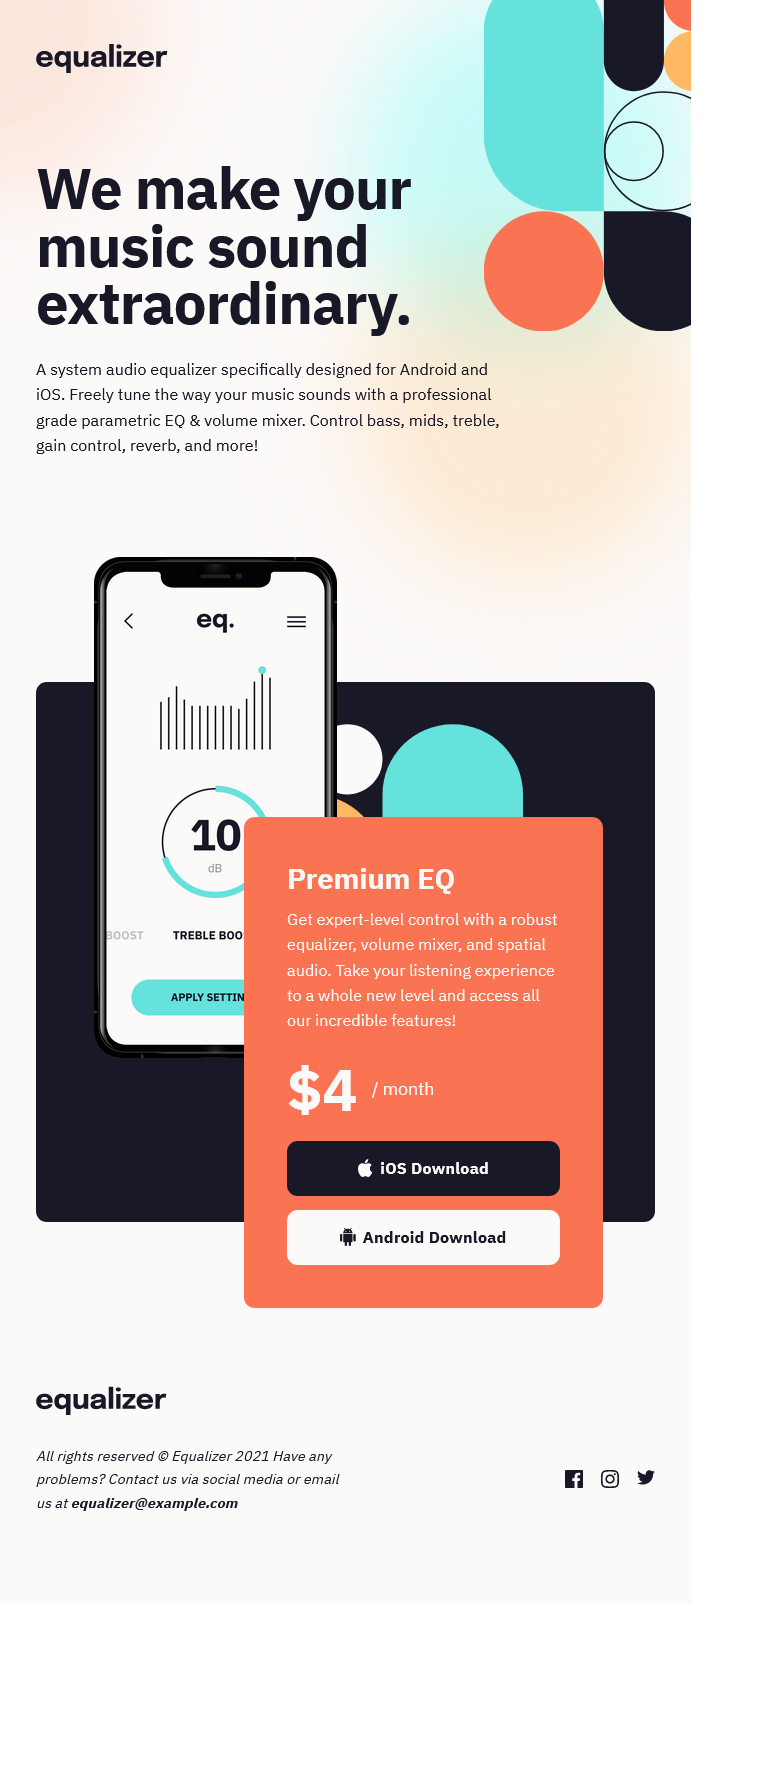 equalizer
We make your
music sound
extraordinary.
A system audio equalizer specifically designed for Android and
iOS. Freely tune the way your music sounds with a professional
grade parametric EQ & volume mixer. Control bass, mids, treble,
gain control, reverb, and more!
eq.
10
dB
BOOST TREBLE BOO
APPLY SETTIN
Premium EQ
Get expert-level control with a robust
equalizer, volume mixer, and spatial
audio. Take your listening experience
to a whole new level and access all
our incredible features!
$4 / month
iOS Download
Android Download
equalizer
All rights reserved © Equalizer 2021 Have any
problems? Contact us via social media or email
us at equalizer@example.com